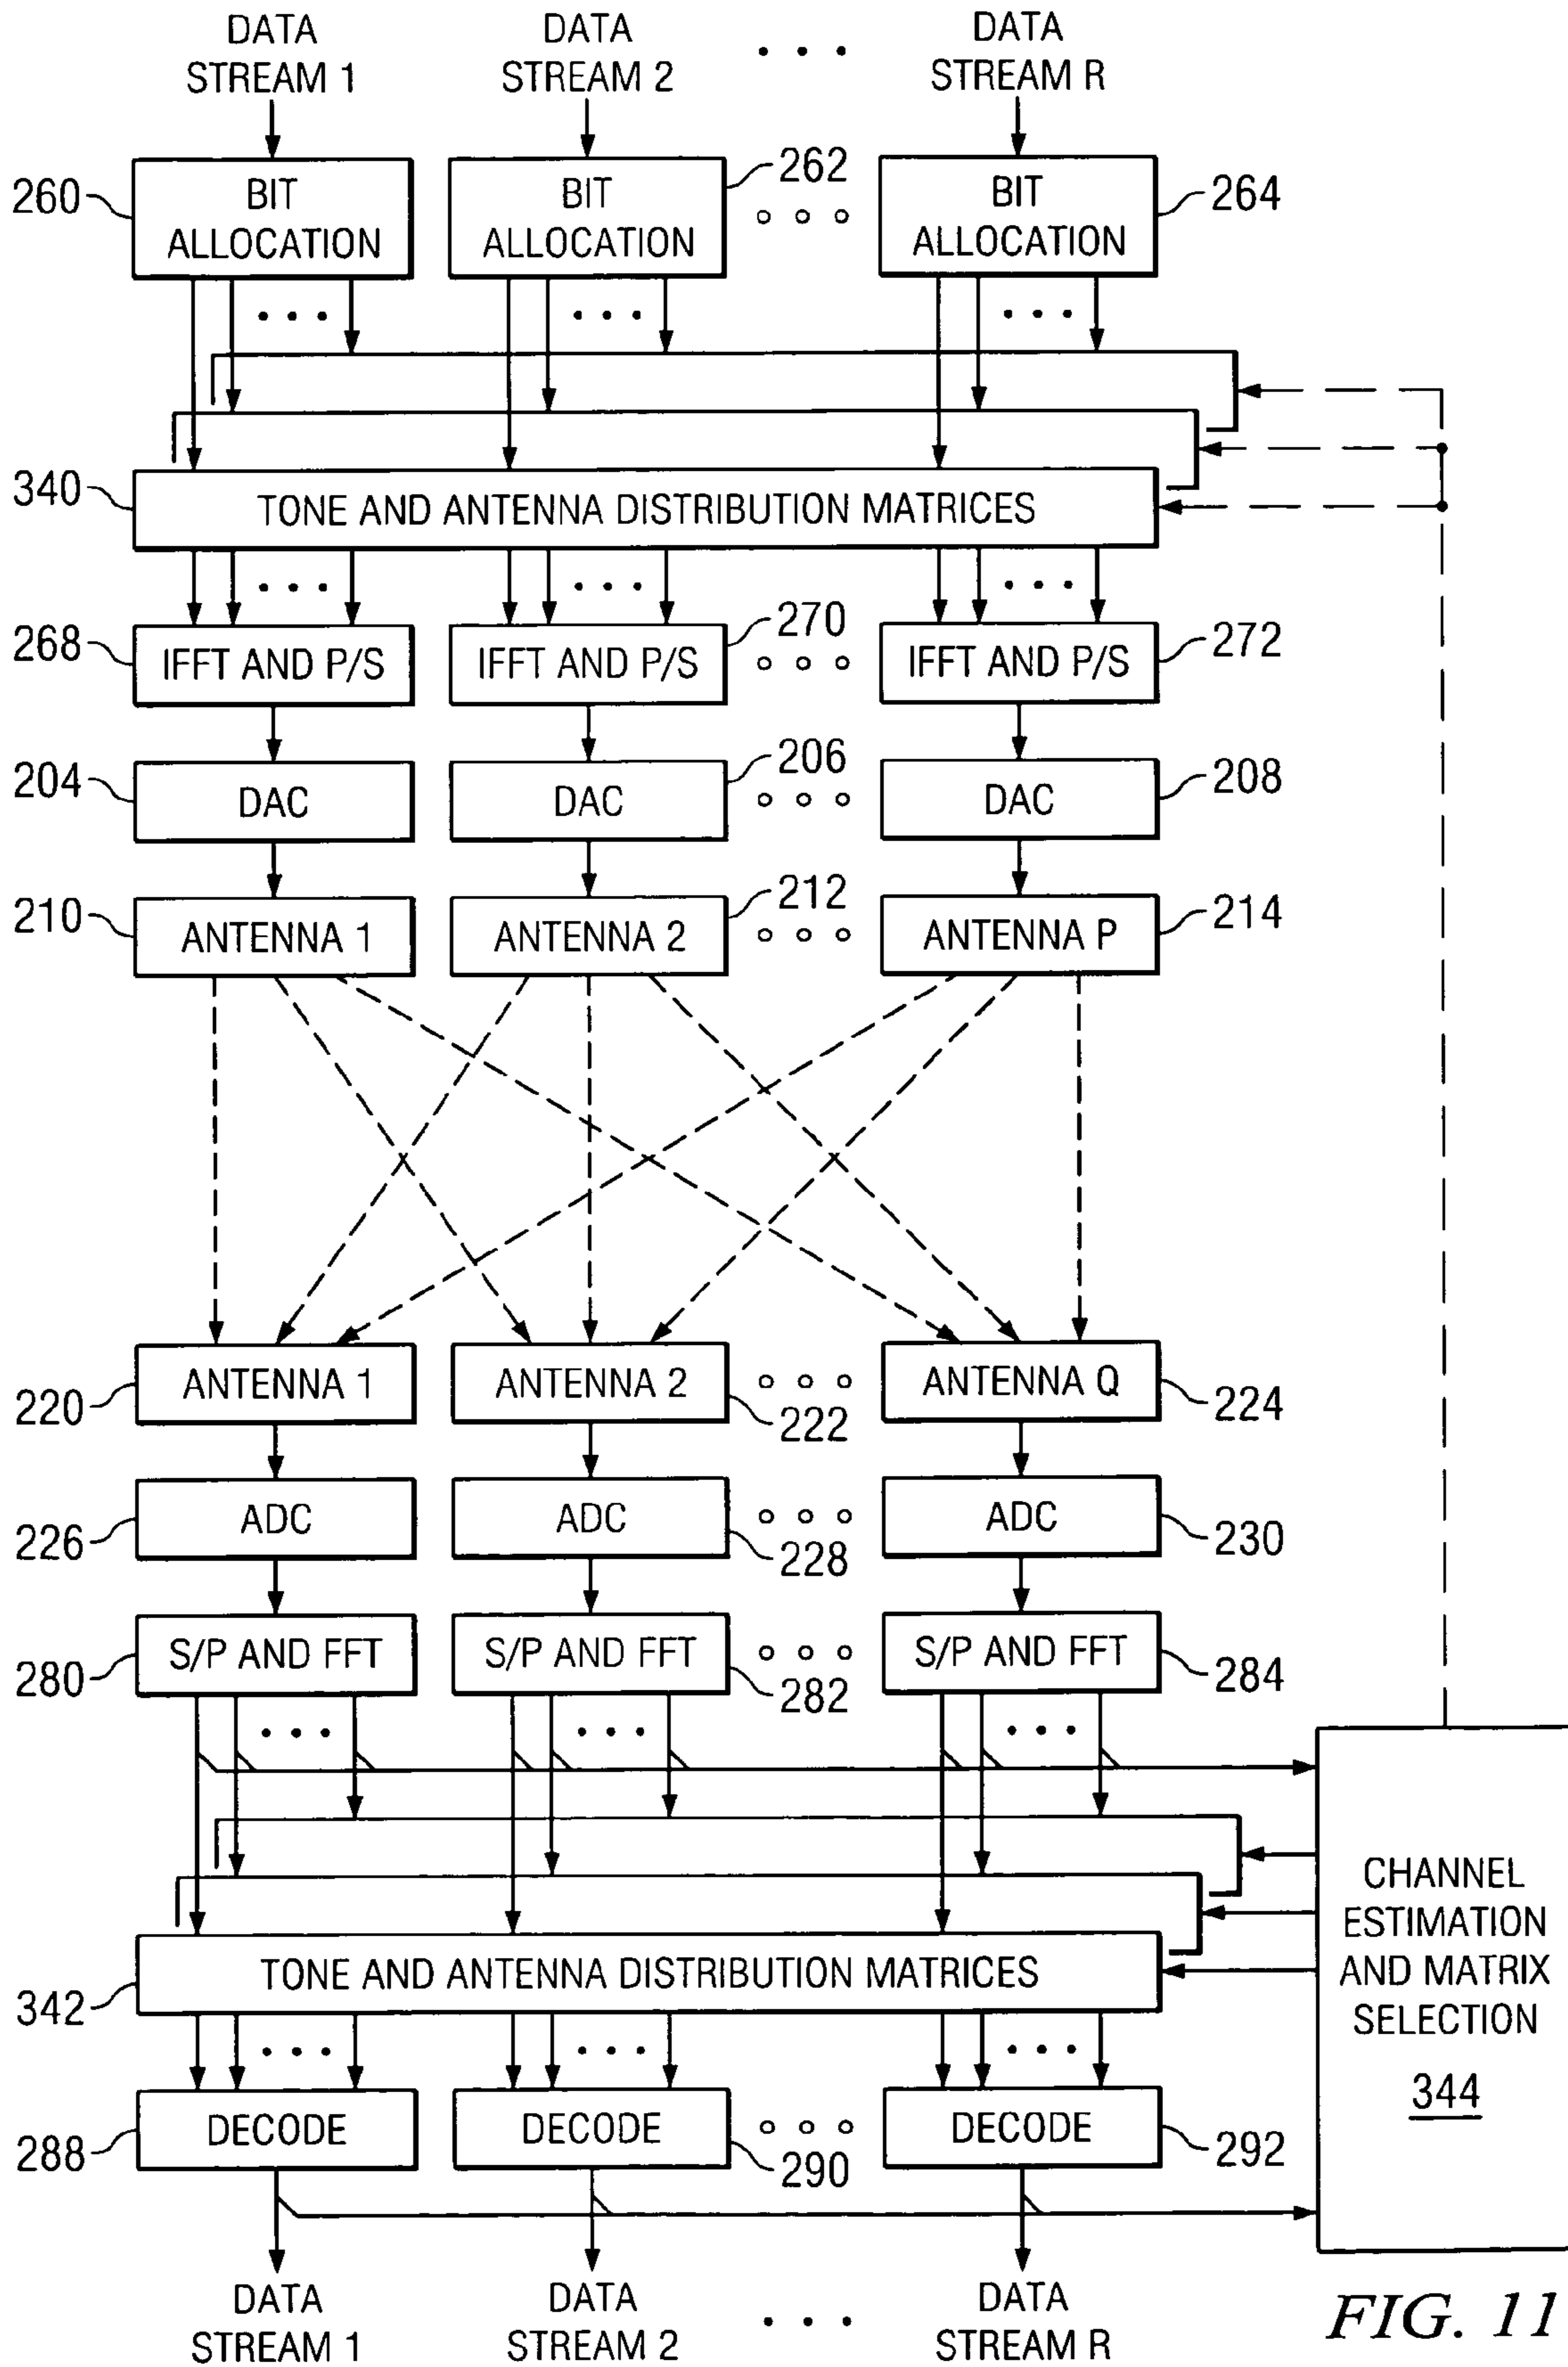 DATA STREAM 1
DATA STREAM 2
. . .
DATA STREAM R
260
BIT ALLOCATION
BIT ALLOCATION
262
BIT ALLOCATION
264
340
TONE AND ANTENNA DISTRIBUTION MATRICES
268
IFFT AND P/S
IFFT AND P/S
270
IFFT AND P/S
272
204
DAC
DAC
206
DAC
208
210
ANTENNA 1
ANTENNA 2
212
ANTENNA P
214
220
ANTENNA 1
ANTENNA 2
222
ANTENNA Q
224
226
ADC
ADC
228
ADC
230
280
S/P AND FFT
S/P AND FFT
282
S/P AND FFT
284
342
TONE AND ANTENNA DISTRIBUTION MATRICES
CHANNEL
ESTIMATION
AND MATRIX
SELECTION
344
288
DECODE
DECODE
290
DECODE
292
DATA STREAM 1
DATA STREAM 2
. . .
DATA STREAM R
FIG. 11